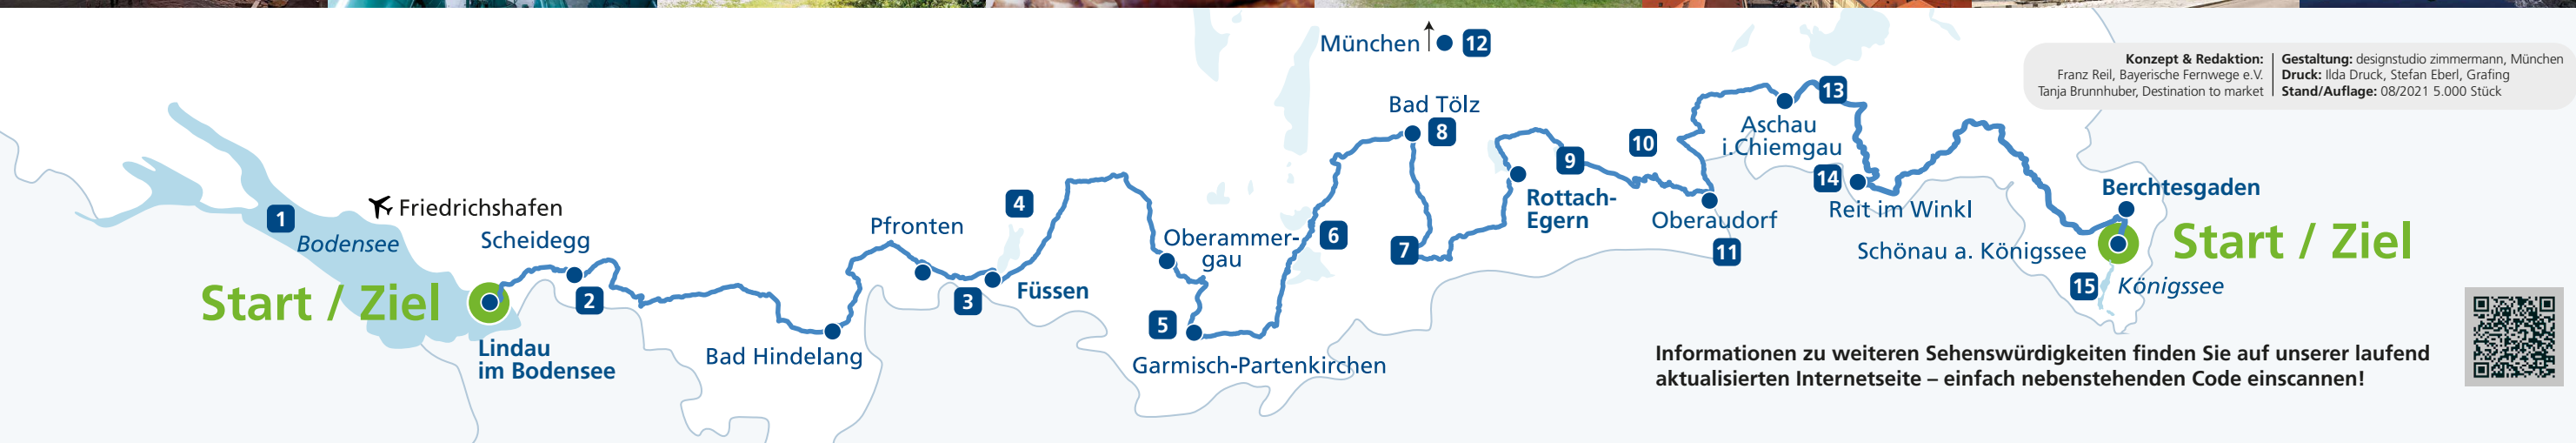 München
12
Konzept & Redaktion:
Franz Reil, Bayerische Fernwege e.V.
Tanja Brunnhuber, Destination to market
Gestaltung: designstudio zimmermann, München
Druck: Ilda Druck, Stefan Eberl, Grafing
Stand/Auflage: 08/2021 5.000 Stück
1
Bodensee
Friedrichshafen
Scheidegg
Start / Ziel
2
Lindau
im Bodensee
Bad Hindelang
Pfronten
3
4
Füssen
Oberammer-
gau
5
Garmisch-Partenkirchen
6
Bad Tölz
8
7
Rottach-
Egern
9
10
Oberaudorf
11
Aschau
i.Chiemgau
13
14
Reit im Winkl
Berchtesgaden
Schönau a. Königssee
Start / Ziel
15
Königssee
Informationen zu weiteren Sehenswürdigkeiten finden Sie auf unserer laufend
aktualisierten Internetseite – einfach nebenstehenden Code einscannen!